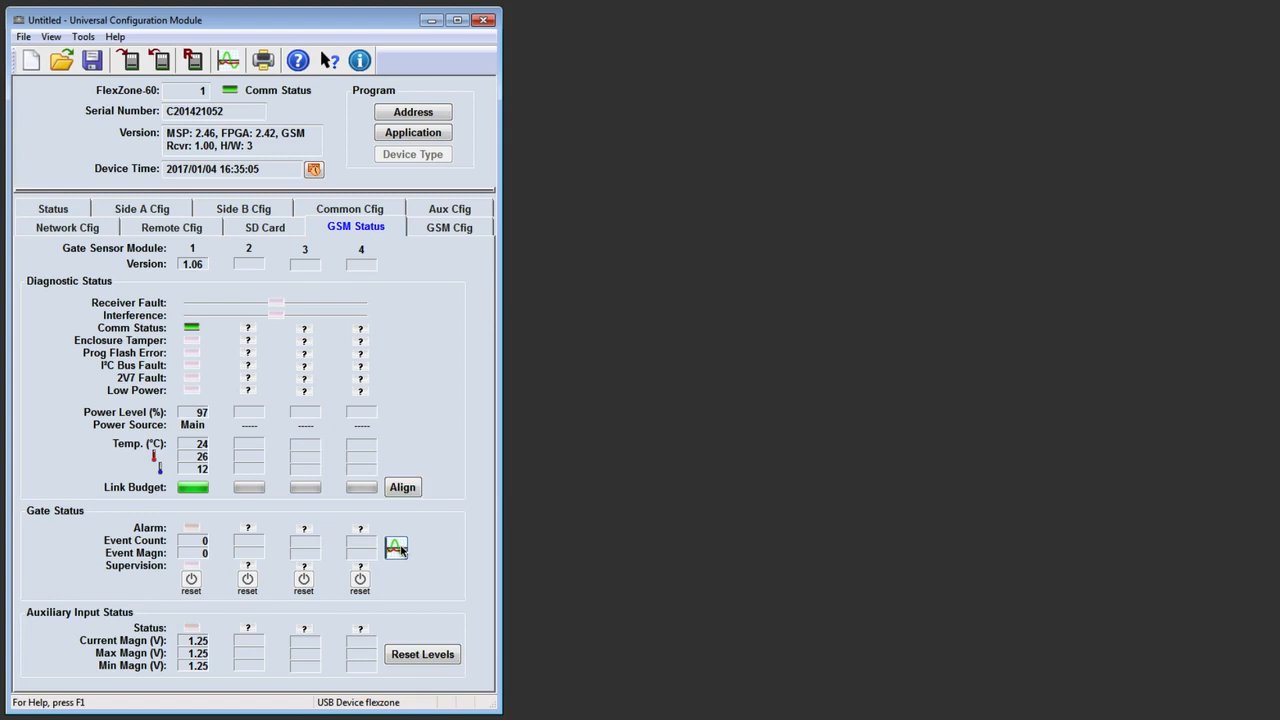 Untitled - Universal Configuration Module
File View Tools Help
FlexZone-60: 1 Comm Status
Program
Serial Number: C201421052
Address
Version: MSP: 2.46, FPGA: 2.42, GSM
Rcvr: 1.00, H/W: 3
Application
Device Type
Device Time: 2017/01/04 16:35:05
Status Side A Cfig Side B Cfig Common Cfig Aux Cfig
Network Cfig Remote Cfig SD Card GSM Status GSM Cfig
Gate Sensor Module: 1 2 3 4
Version: 1.06
Diagnostic Status
Receiver Fault:
Interference:
Comm Status: ? ? ?
Enclosure Tamper: ? ? ?
Prog Flash Error: ? ? ?
I²C Bus Fault: ? ? ?
2V7 Fault: ? ? ?
Low Power: ? ? ?
Power Level (%): 97
Power Source: Main ----- ----- -----
Temp. (°C): 24
26
12
Link Budget: Align
Gate Status
Alarm: ? ? ?
Event Count: 0
Event Magn: 0
Supervision: ? ? ?
reset reset reset reset
Auxiliary Input Status
Status: ? ? ?
Current Magn (V): 1.25
Max Magn (V): 1.25
Reset Levels
Min Magn (V): 1.25
For Help, press F1 USB Device flexzone